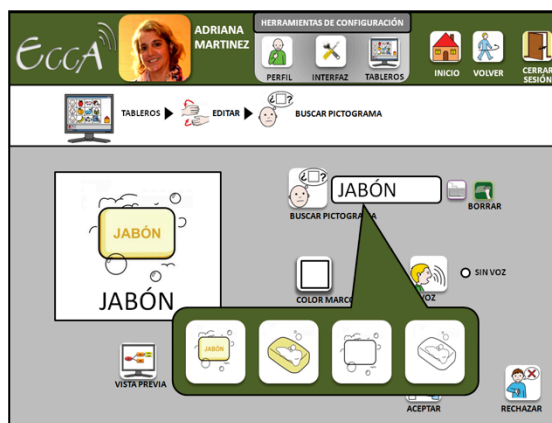 ECCA
ADRIANA
MARTINEZ
HERRAMIENTAS DE CONFIGURACIÓN
PERFIL
INTERFAZ
TABLEROS
INICIO
VOLVER
CERRAR
SESIÓN
TABLEROS
EDITAR
¿ ?
BUSCAR PICTOGRAMA
JABÓN
JABÓN
¿ ?
BUSCAR PICTOGRAMA
JABÓN
BORRAR
COLOR MARCO
VOZ
SIN VOZ
JABÓN
VISTA PREVIA
ACEPTAR
RECHAZAR